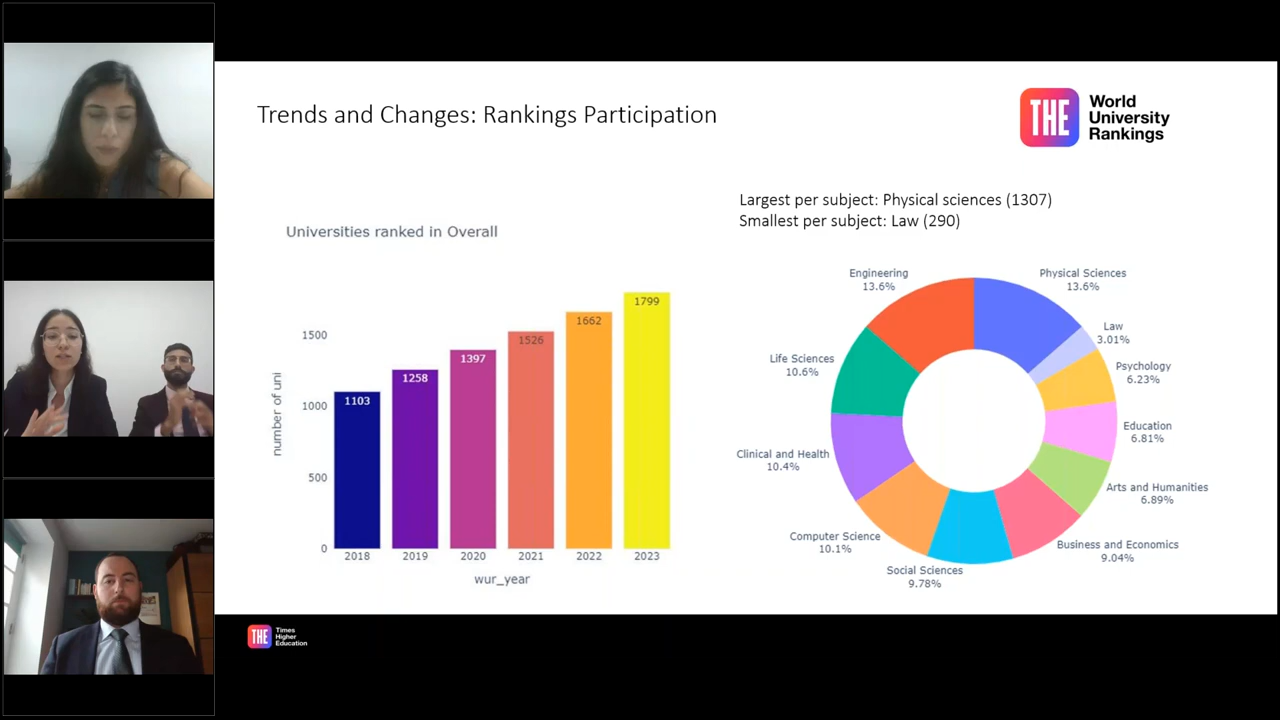 Trends and Changes: Rankings Participation
THE
World
University
Rankings
Largest per subject: Physical sciences (1307)
Smallest per subject: Law (290)
Universities ranked in Overall
number of uni
1500
1000
500
0
1103
1258
1397
1526
1662
1799
2018
2019
2020
2021
2022
2023
wur_year
Engineering
13.6%
Physical Sciences
13.6%
Law
3.01%
Psychology
6.23%
Education
6.81%
Arts and Humanities
6.89%
Business and Economics
9.04%
Social Sciences
9.78%
Computer Science
10.1%
Clinical and Health
10.4%
Life Sciences
10.6%
THE
Times
Higher
Education